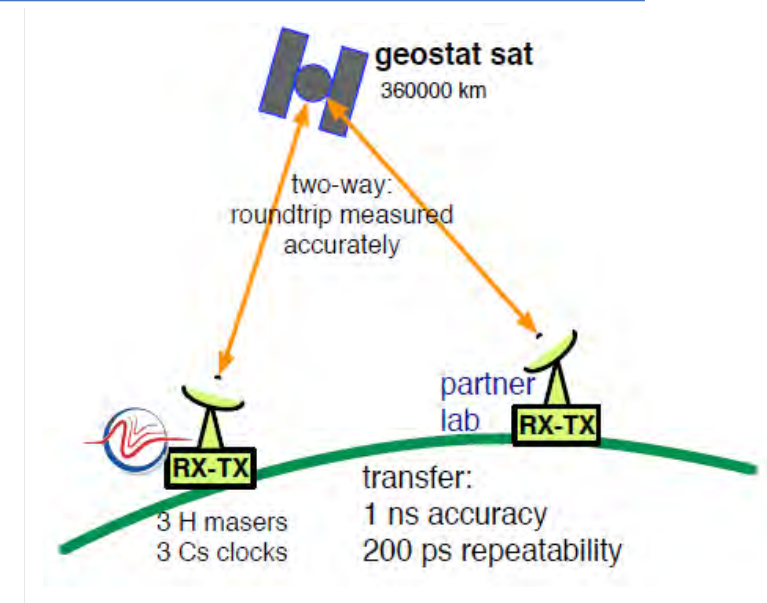 geostat sat
360000 km
two-way:
roundtrip measured
accurately
partner
lab
RX-TX
RX-TX
transfer:
1 ns accuracy
200 ps repeatability
3 H masers
3 Cs clocks